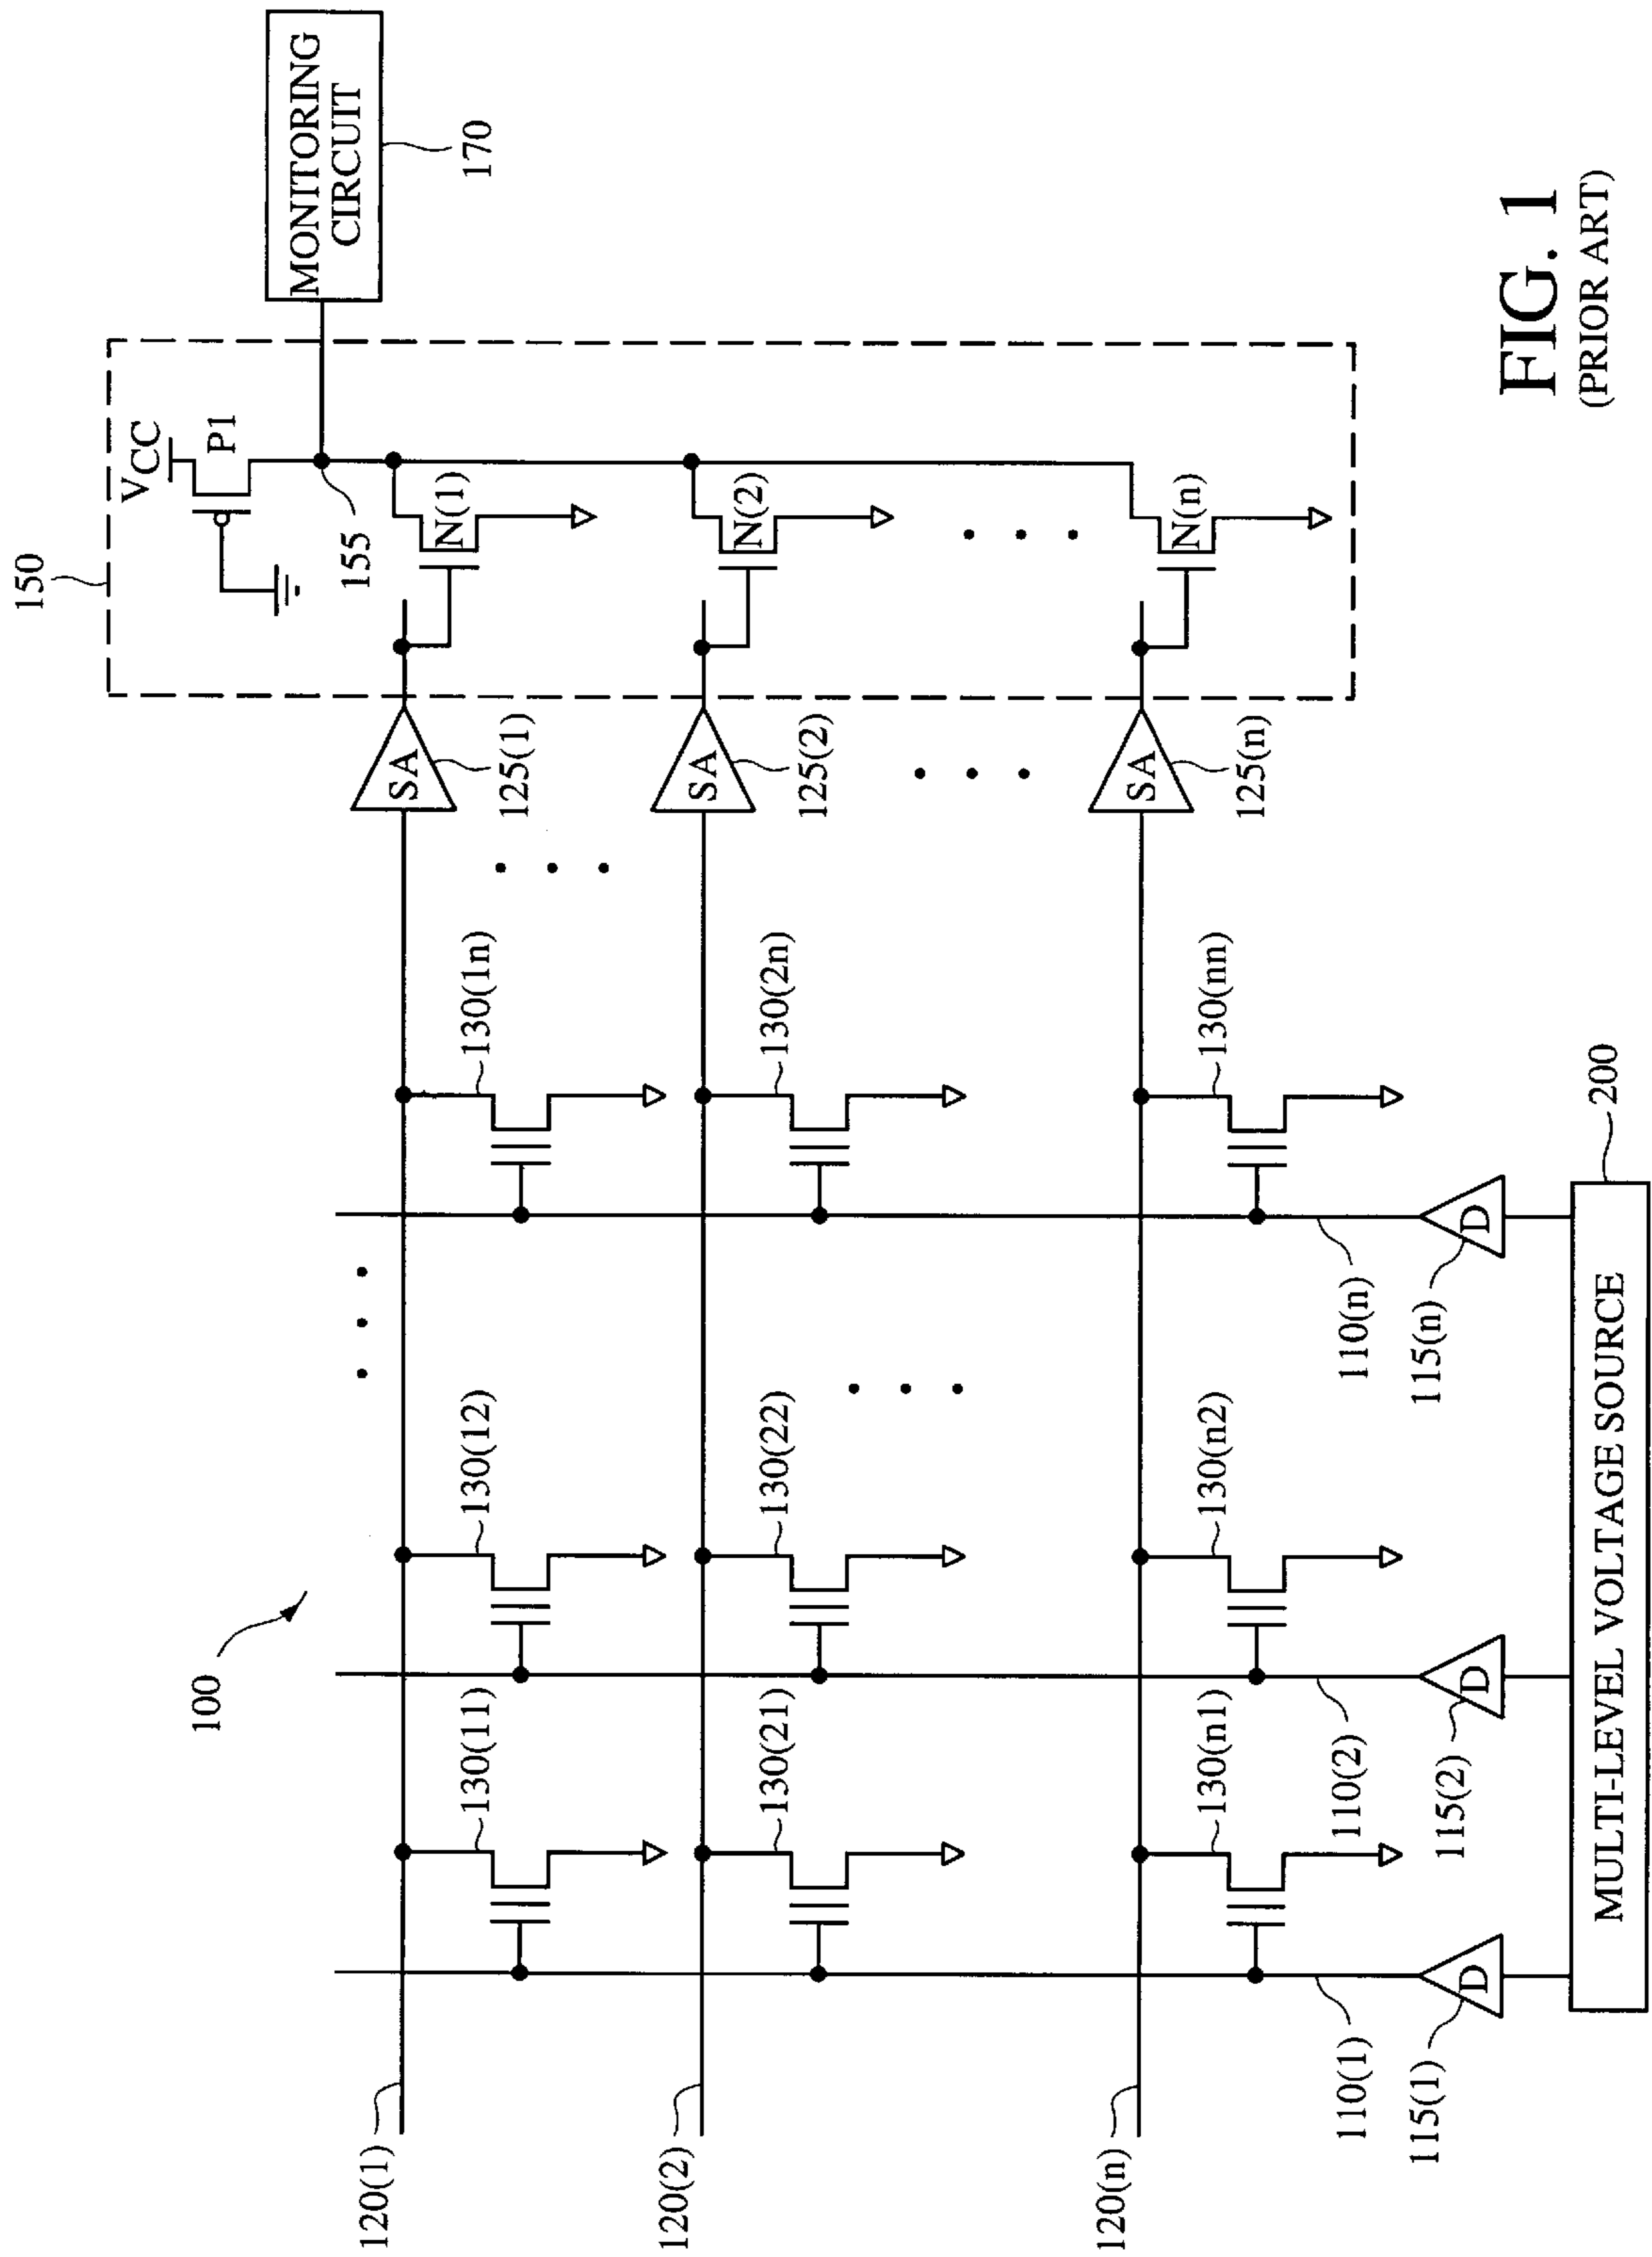 150
VCC
P1
MONITORING
CIRCUIT
170
155
N(1)
N(2)
N(n)
SA
125(1)
SA
125(2)
SA
125(n)
100
120(1)
130(11)
130(12)
130(1n)
120(2)
130(21)
130(22)
130(2n)
120(n)
130(n1)
130(n2)
130(nn)
110(1)
110(2)
110(n)
115(1)
D
115(2)
D
115(n)
D
MULTI-LEVEL VOLTAGE SOURCE
200
FIG. 1
(PRIOR ART)